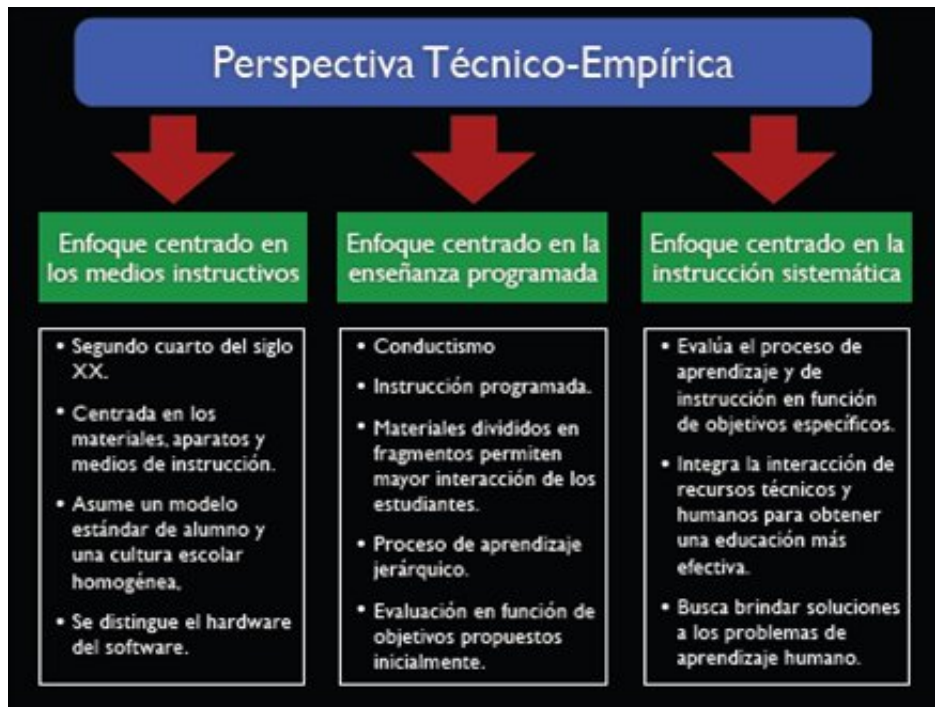 Perspectiva Técnico-Empírica
Enfoque centrado en
los medios instructivos
• Segundo cuarto del siglo
XX.
• Centrada en los
materiales, aparatos y
medios de instrucción.
• Asume un modelo
estándar de alumno y
una cultura escolar
homogénea.
• Se distingue el hardware
del software.
Enfoque centrado en la
enseñanza programada
• Conductismo
• Instrucción programada.
• Materiales divididos en
fragmentos permiten
mayor interacción de los
estudiantes.
• Proceso de aprendizaje
jerárquico.
• Evaluación en función de
objetivos propuestos
inicialmente.
Enfoque centrado en la
instrucción sistemática
• Evalúa el proceso de
aprendizaje y de
instrucción en función
de objetivos específicos.
• Integra la interacción de
recursos técnicos y
humanos para obtener
una educación más
efectiva.
• Busca brindar soluciones
a los problemas de
aprendizaje humano.